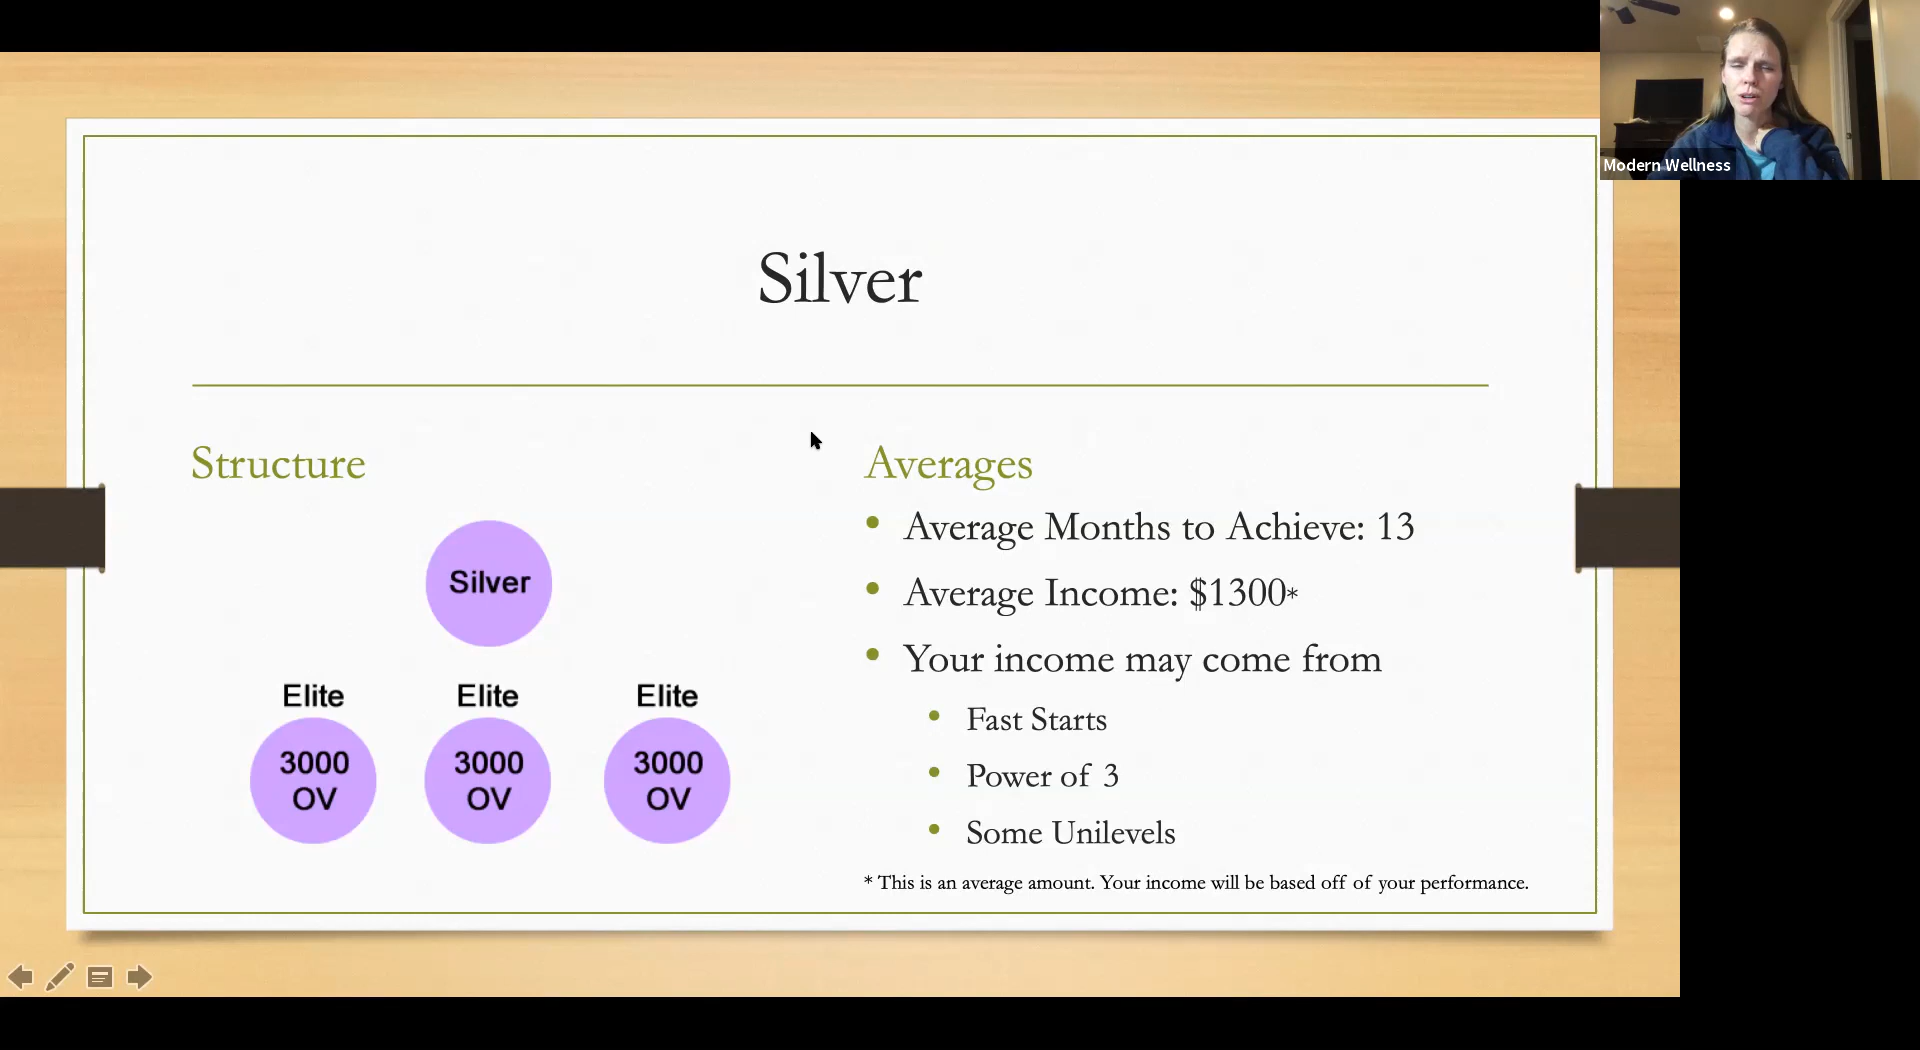 Modern Wellness
Silver
Structure
Silver
Elite
Elite
Elite
3000
OV
3000
OV
3000
OV
Averages
• Average Months to Achieve: 13
• Average Income: $1300*
• Your income may come from
• Fast Starts
• Power of 3
• Some Unilevels
* This is an average amount. Your income will be based off of your performance.